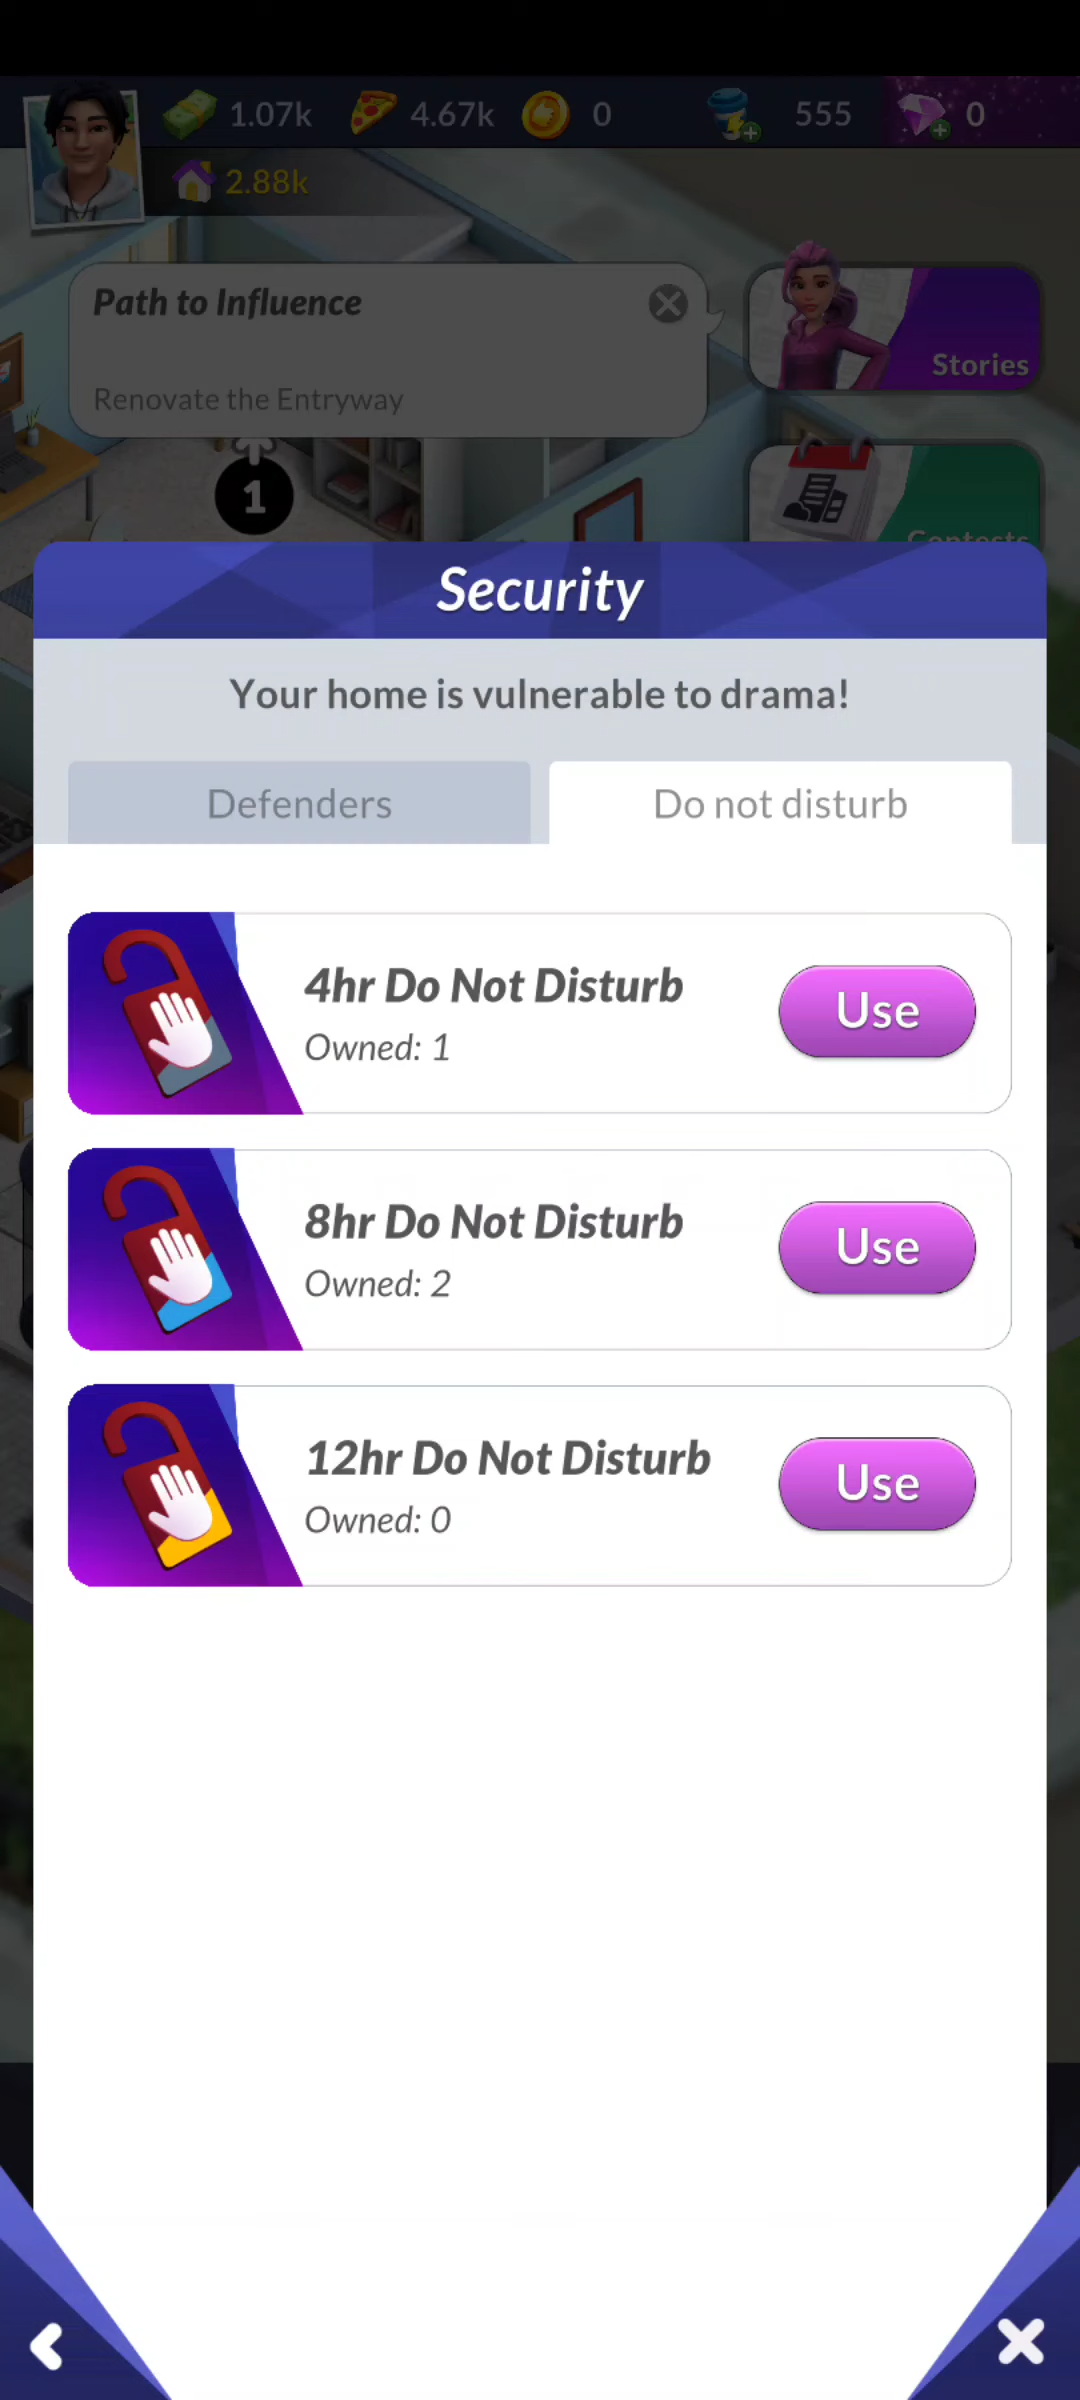 1.07k 4.67k 0 555 0
2.88k
Path to Influence
Renovate the Entryway
Stories
1
Contests
Security
Your home is vulnerable to drama!
Defenders Do not disturb
4hr Do Not Disturb
Owned: 1
Use
8hr Do Not Disturb
Owned: 2
Use
12hr Do Not Disturb
Owned: 0
Use